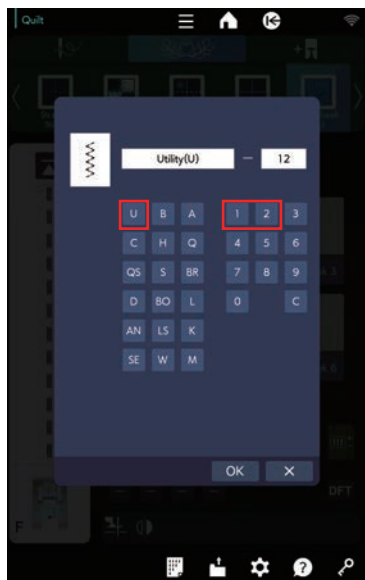 Quilt
Utility(U) – 12
U B A 1 2 3
C H Q 4 5 6
QS S BR 7 8 9
D BO L 0 C
AN LS K
SE W M
OK ×
DFT
F
?